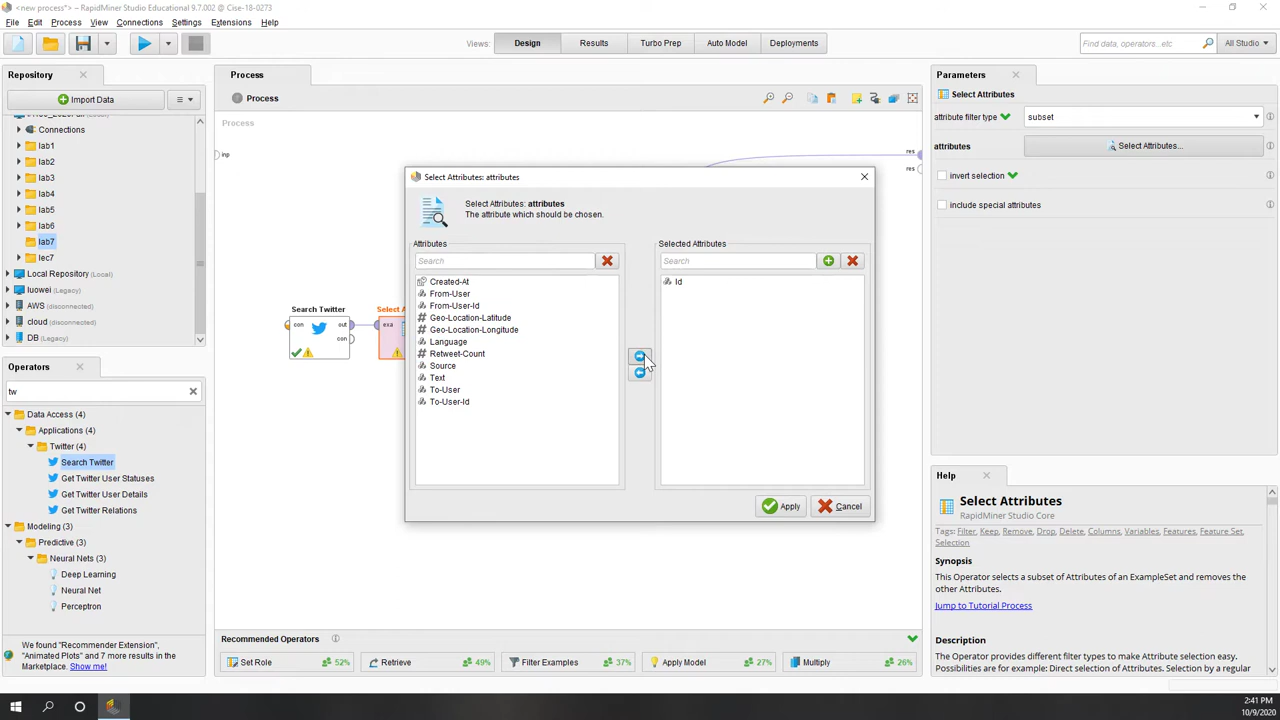 <new process*> – RapidMiner Studio Educational 9.7.002 @ Cise-18-0273
File Edit Process View Connections Settings Extensions Help
Views: Design Results Turbo Prep Auto Model Deployments
Find data, operators...etc All Studio
Repository
Import Data
Connections
lab1
lab2
lab3
lab4
lab5
lab6
lab7
lec7
Local Repository (Local)
luowei
AWS (disconnected)
cloud (disconnected)
DB (Legacy)
Operators
tw
Data Access (4)
Applications (4)
Twitter (4)
Search Twitter
Get Twitter User Statuses
Get Twitter User Details
Get Twitter Relations
Modeling (3)
Predictive (3)
Neural Nets (3)
Deep Learning
Neural Net
Perceptron
We found "Recommender Extension",
"Animated Plots" and 7 more results in the
Marketplace. Show me!
Process
Process
Process
inp
res
res
Search Twitter
con out
con
Select A
exa
Select Attributes: attributes
Select Attributes: attributes
The attribute which should be chosen.
Attributes
Search
Created-At
From-User
From-User-Id
Geo-Location-Latitude
Geo-Location-Longitude
Language
Retweet-Count
Source
Text
To-User
To-User-Id
Selected Attributes
Search
Id
Apply Cancel
Recommended Operators
Set Role 52%
Retrieve 49%
Filter Examples 37%
Apply Model 27%
Multiply 26%
Parameters
Select Attributes
attribute filter type subset
attributes Select Attributes...
invert selection
include special attributes
Help
Select Attributes
RapidMiner Studio Core
Tags: Filter, Keep, Remove, Drop, Delete, Columns, Variables, Features, Feature Set,
Selection
Synopsis
This Operator selects a subset of Attributes of an ExampleSet and removes the
other Attributes.
Jump to Tutorial Process
Description
The Operator provides different filter types to make Attribute selection easy.
Possibilities are for example: Direct selection of Attributes. Selection by a regular
2:41 PM
10/9/2020